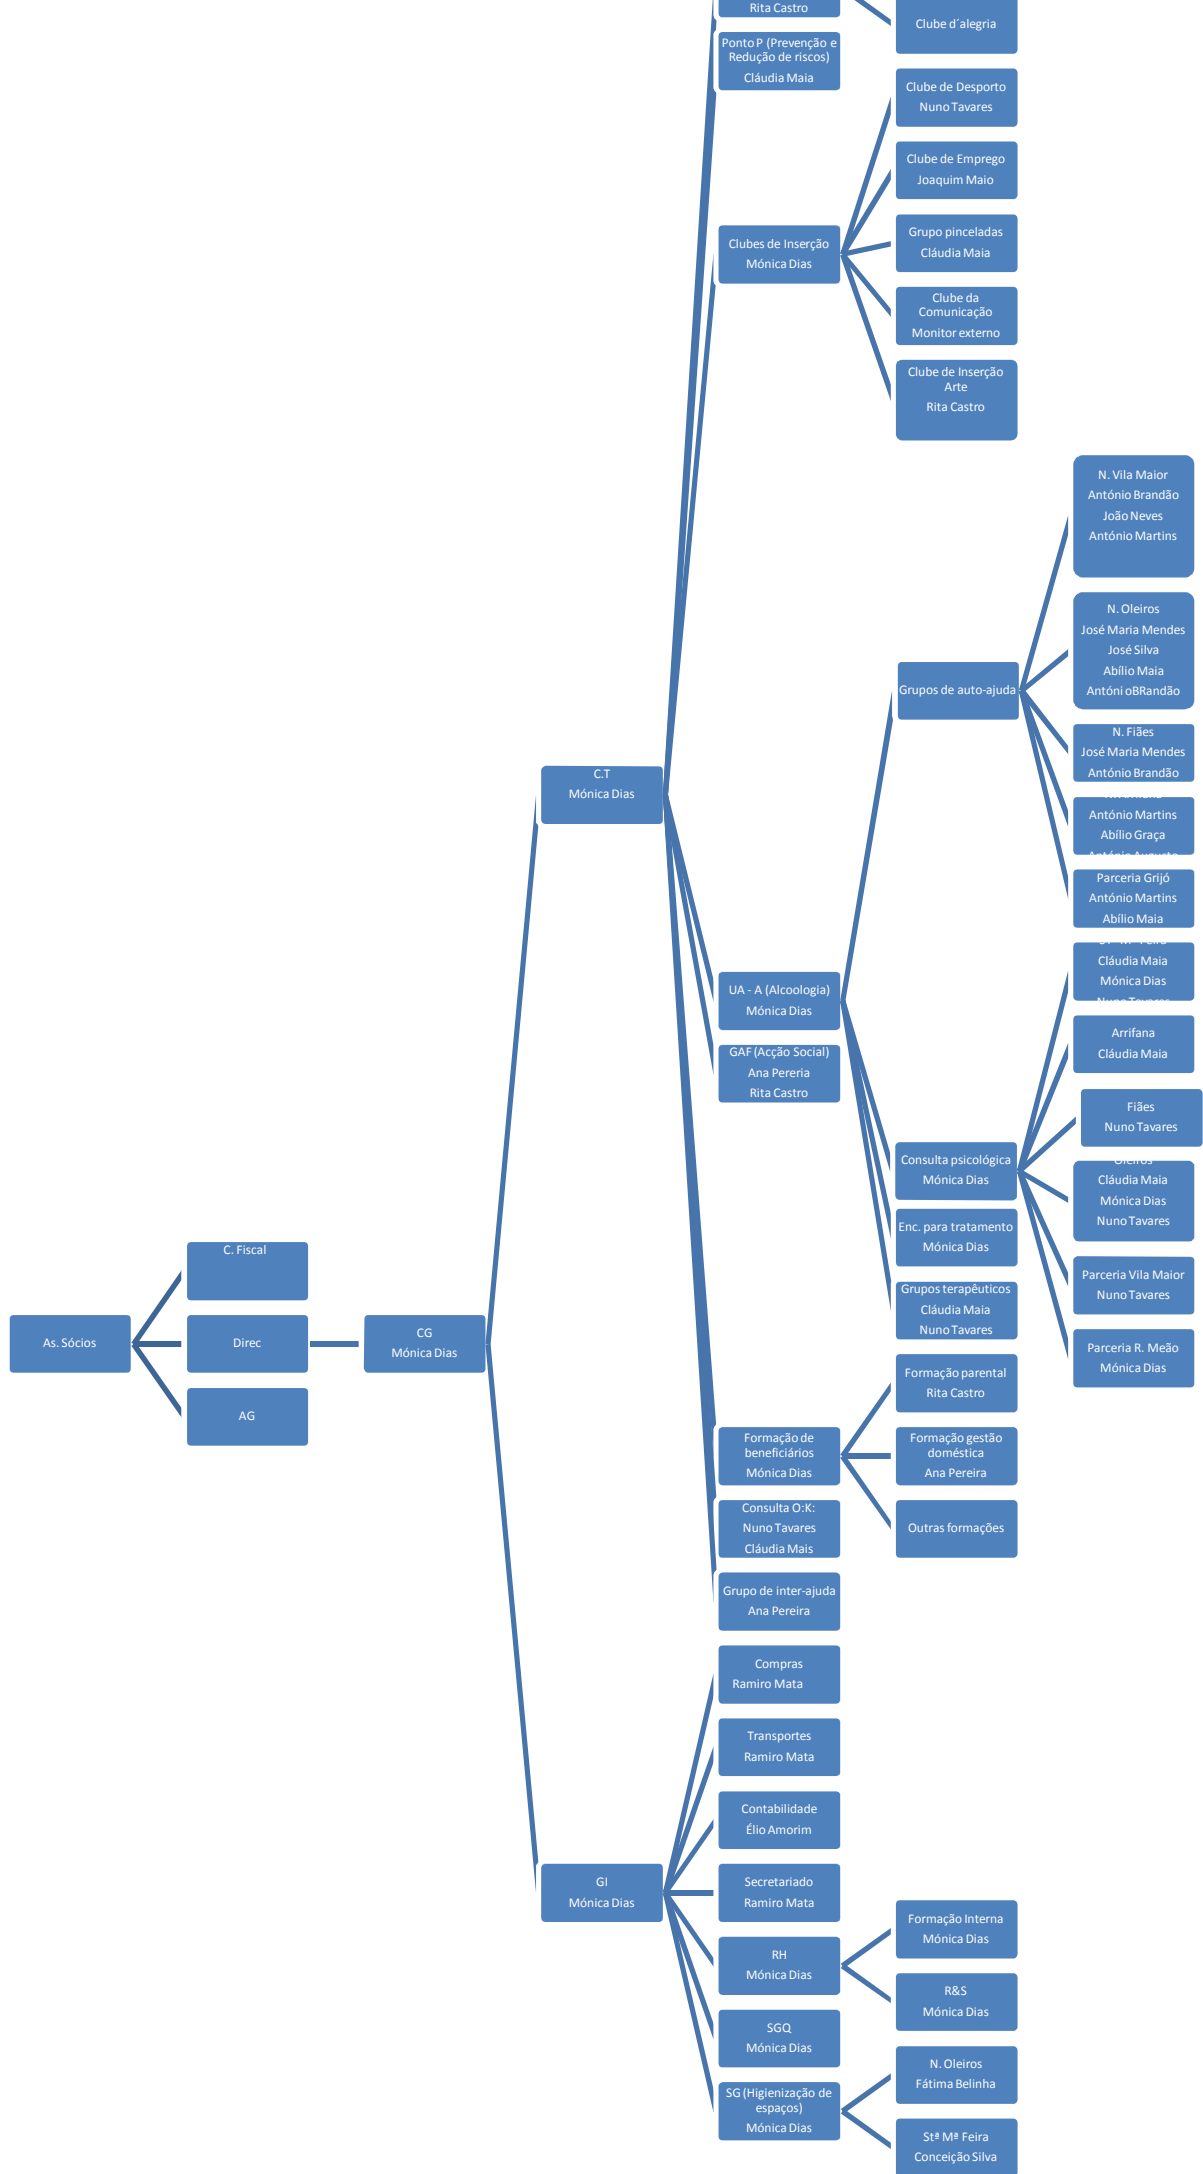 Rita Castro
Clube d´alegria
Ponto P (Prevenção e
Redução de riscos)
Cláudia Maia
Clube de Desporto
Nuno Tavares
Clube de Emprego
Joaquim Maio
Clubes de Inserção
Mónica Dias
Grupo pinceladas
Cláudia Maia
Clube da
Comunicação
Monitor externo
Clube de Inserção
Arte
Rita Castro
N. Vila Maior
António Brandão
João Neves
António Martins
N. Oleiros
José Maria Mendes
José Silva
Abílio Maia
AntónioBRandão
Grupos de auto-ajuda
N. Fiães
José Maria Mendes
António Brandão
C.T
Mónica Dias
António Martins
Abílio Graça
António Augusto
Parceria Grijó
António Martins
Abílio Maia
Cláudia Maia
Mónica Dias
Nuno Tavares
UA - A (Alcoologia)
Mónica Dias
GAF (Acção Social)
Ana Pereria
Rita Castro
Arrifana
Cláudia Maia
Fiães
Nuno Tavares
Consulta psicológica
Mónica Dias
Oleiros
Cláudia Maia
Mónica Dias
Nuno Tavares
Enc. para tratamento
Mónica Dias
Grupos terapêuticos
Cláudia Maia
Nuno Tavares
Parceria Vila Maior
Nuno Tavares
Parceria R. Meão
Mónica Dias
C. Fiscal
As. Sócios
Direc
CG
Mónica Dias
AG
Formação parental
Rita Castro
Formação de
beneficiários
Mónica Dias
Formação gestão
doméstica
Ana Pereira
Consulta O:K:
Nuno Tavares
Cláudia Mais
Outras formações
Grupo de inter-ajuda
Ana Pereira
Compras
Ramiro Mata
Transportes
Ramiro Mata
Contabilidade
Élio Amorim
GI
Mónica Dias
Secretariado
Ramiro Mata
RH
Mónica Dias
Formação Interna
Mónica Dias
R&S
Mónica Dias
SGQ
Mónica Dias
SG (Higienização de
espaços)
Mónica Dias
N. Oleiros
Fátima Belinha
Stª Mª Feira
Conceição Silva